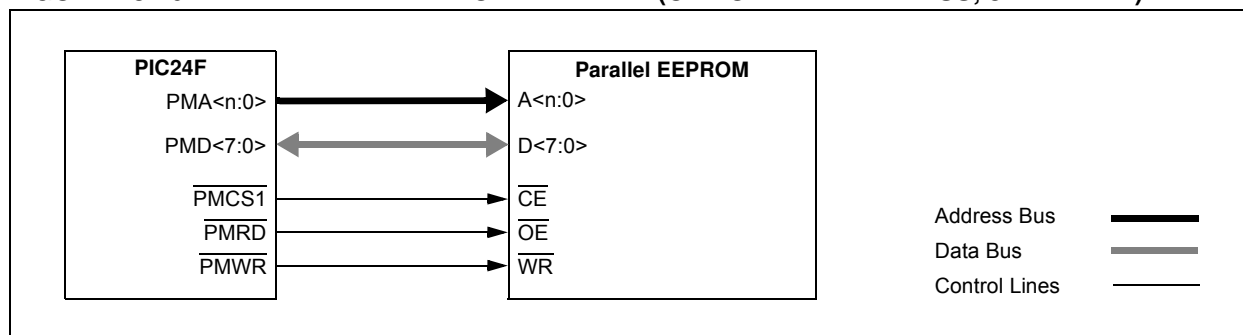 PIC24F
PMA<n:0>
PMD<7:0>
PMCS1
PMRD
PMWR
Parallel EEPROM
A<n:0>
D<7:0>
CE
OE
WR
Address Bus
Data Bus
Control Lines